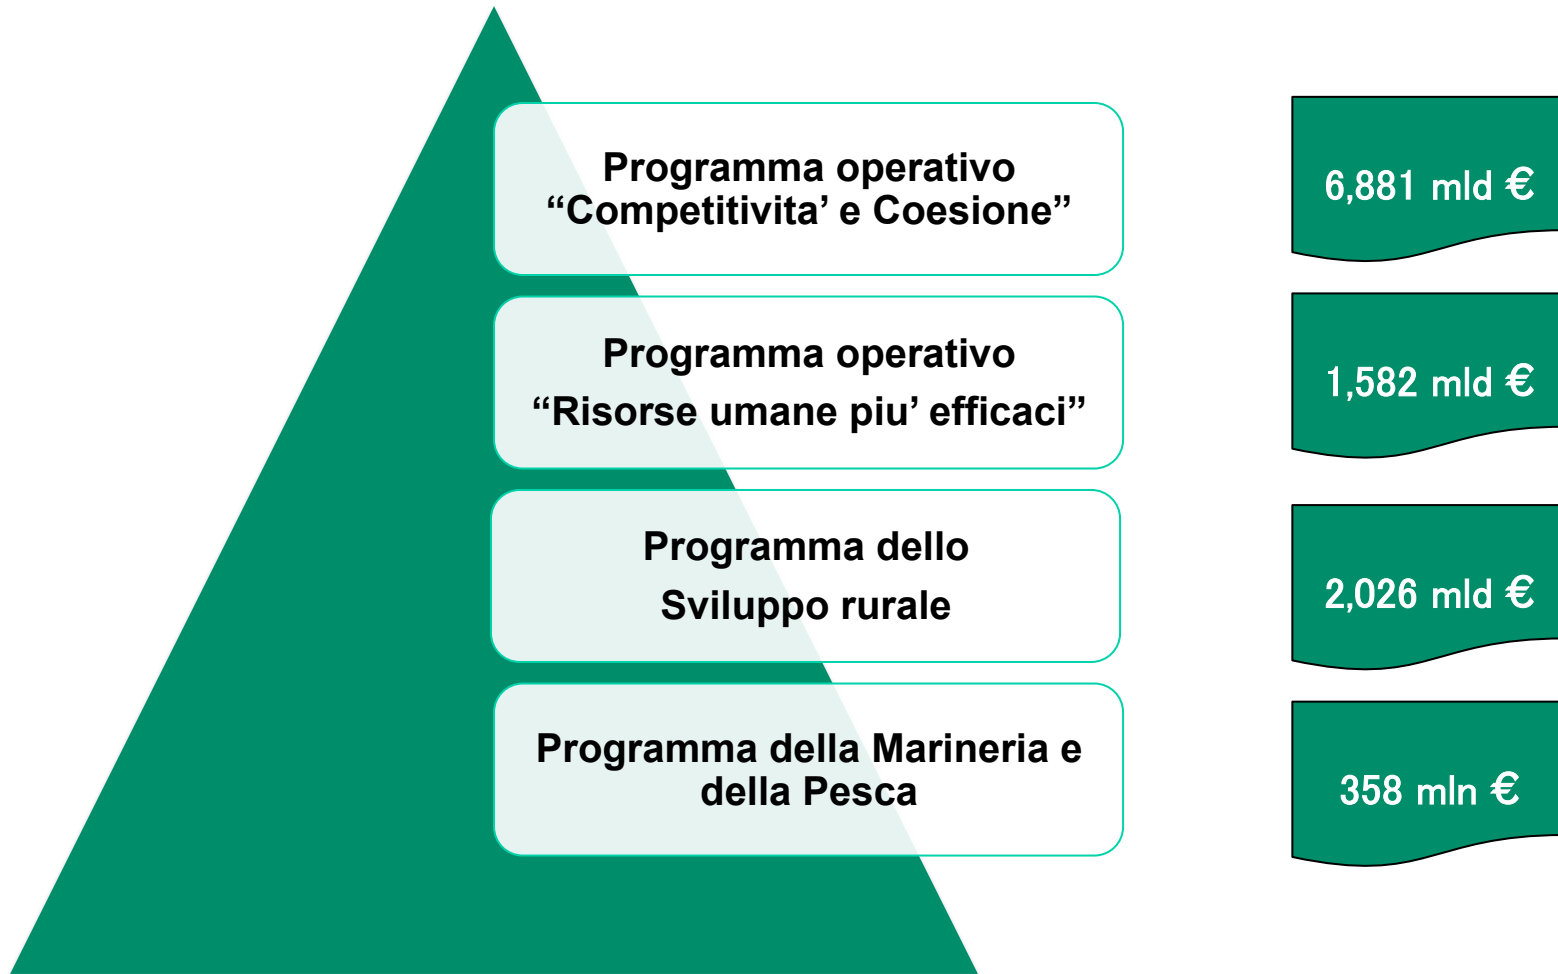 Programma operativo
“Competitivita’ e Coesione”
6,881 mld €
Programma operativo
“Risorse umane piu’ efficaci”
1,582 mld €
Programma dello
Sviluppo rurale
2,026 mld €
Programma della Marineria e
della Pesca
358 mln €